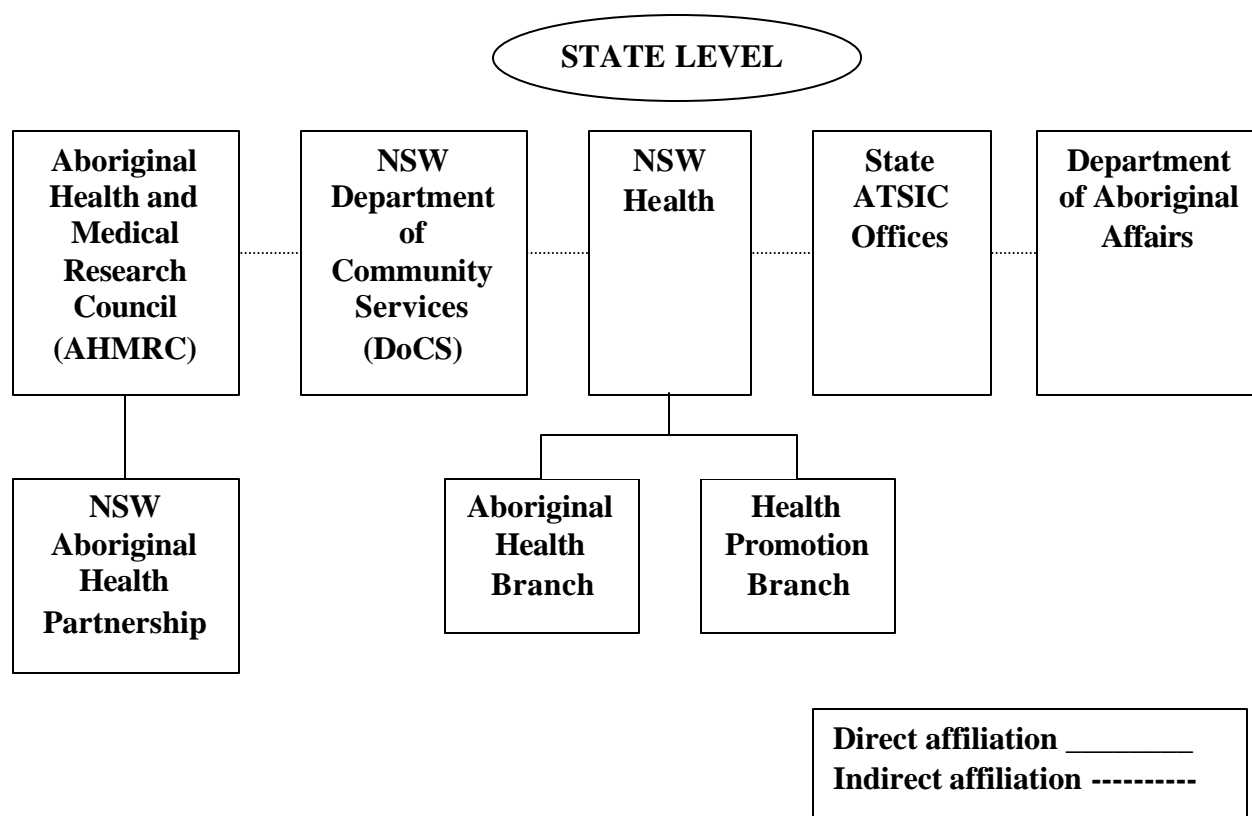 STATE LEVEL
Aboriginal
Health and
Medical
Research
Council
(AHMRC)
NSW
Department
of
Community
Services
(DoCS)
NSW
Health
State
ATSIC
Offices
Department
of Aboriginal
Affairs
NSW
Aboriginal
Health
Partnership
Aboriginal
Health
Branch
Health
Promotion
Branch
Direct affiliation _________
Indirect affiliation ----------